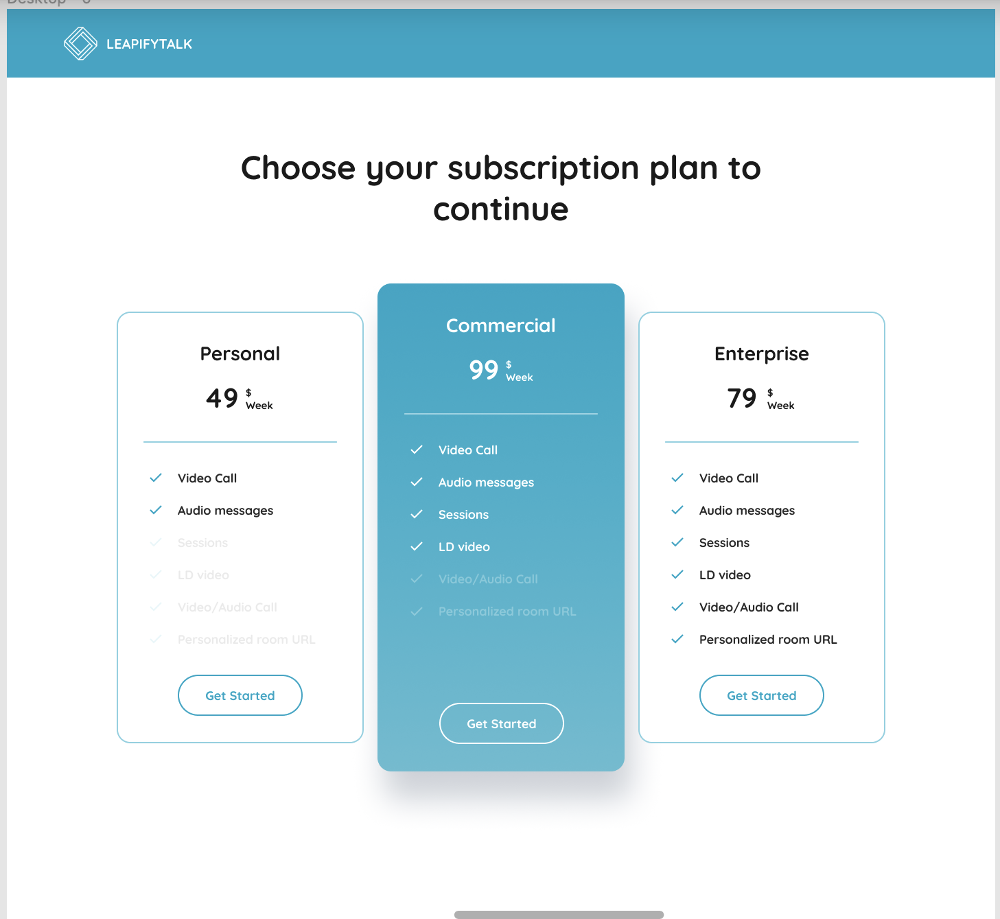 LEAPIFYTALK
Choose your subscription plan to
continue
Personal
49 $
Week
Video Call
Audio messages
Sessions
LD video
Video/Audio Call
Personalized room URL
Get Started
Commercial
99 $
Week
Video Call
Audio messages
Sessions
LD video
Video/Audio Call
Personalized room URL
Get Started
Enterprise
79 $
Week
Video Call
Audio messages
Sessions
LD video
Video/Audio Call
Personalized room URL
Get Started